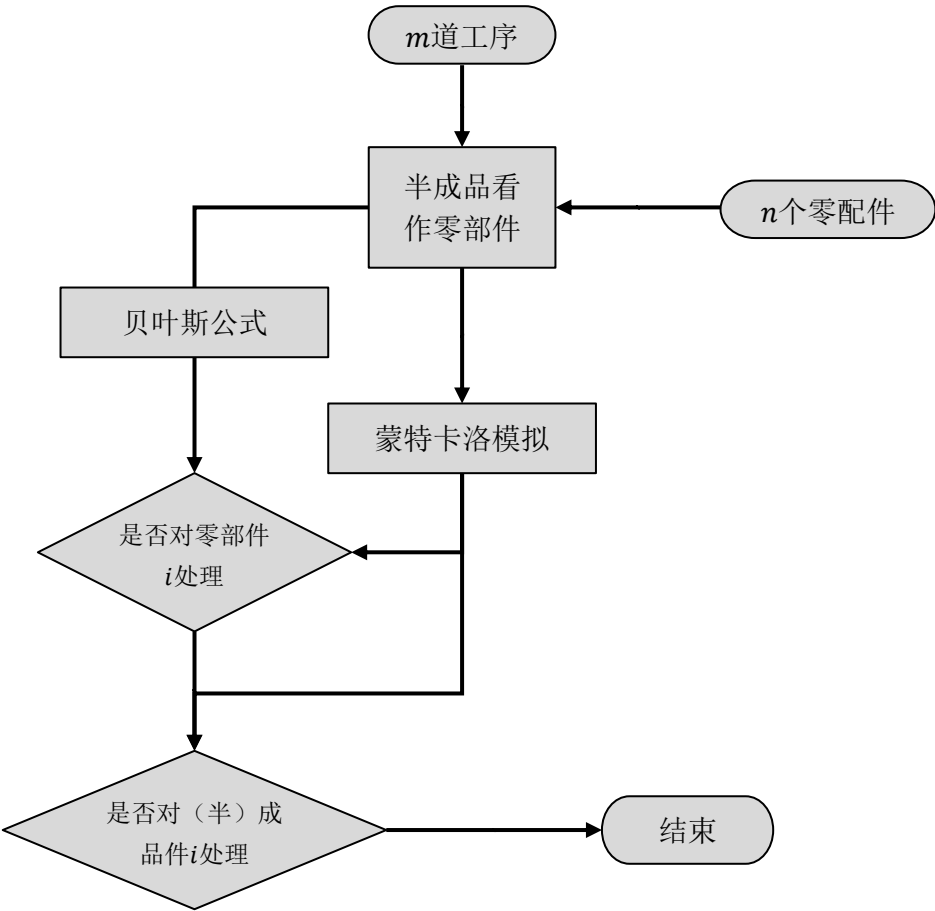 m道工序
半成品看
作零部件
n个零配件
贝叶斯公式
蒙特卡洛模拟
是否对零部件
i处理
是否对（半）成
品件i处理
结束